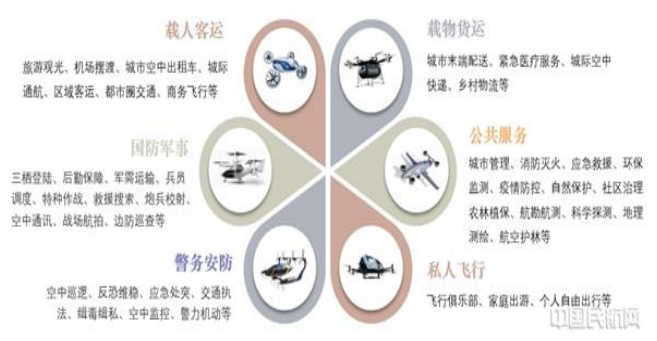 载人客运
旅游观光、机场摆渡、城市空中出租车、城际
通航、区域客运、都市圈交通、商务飞行等
载物货运
城市末端配送、紧急医疗服务、城际空中
快递、乡村物流等
国防军事
三栖登陆、后勤保障、军需运输、兵员
调度、特种作战、救援搜索、炮兵校射、
空中通讯、战场航拍、边防巡查等
公共服务
城市管理、消防灭火、应急救援、环保
监测、疫情防控、自然保护、社区治理
农林植保、航勘航测、科学探测、地理
测绘、航空护林等
警务安防
空中巡逻、反恐维稳、应急处突、交通执
法、缉毒缉私、空中监控、警力机动等
私人飞行
飞行俱乐部、家庭出游、个人自由出行等
中国民航网